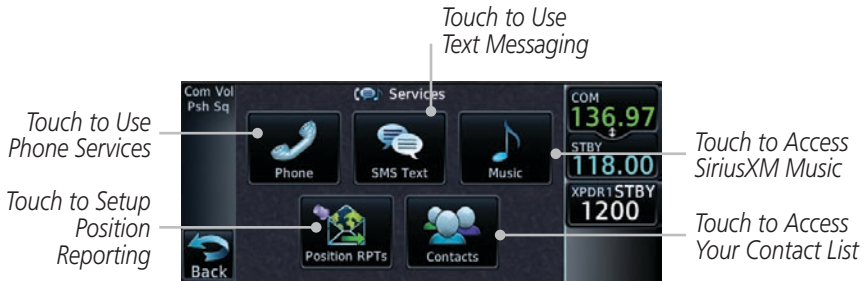 Touch to Use
Text Messaging
Touch to Use
Phone Services
Touch to Setup
Position
Reporting
Com Vol
Psh Sq
Services
Phone
SMS Text
Music
Position RPTs
Contacts
Back
COM
136.97
STBY
118.00
XPDR1 STBY
1200
Touch to Access
SiriusXM Music
Touch to Access
Your Contact List